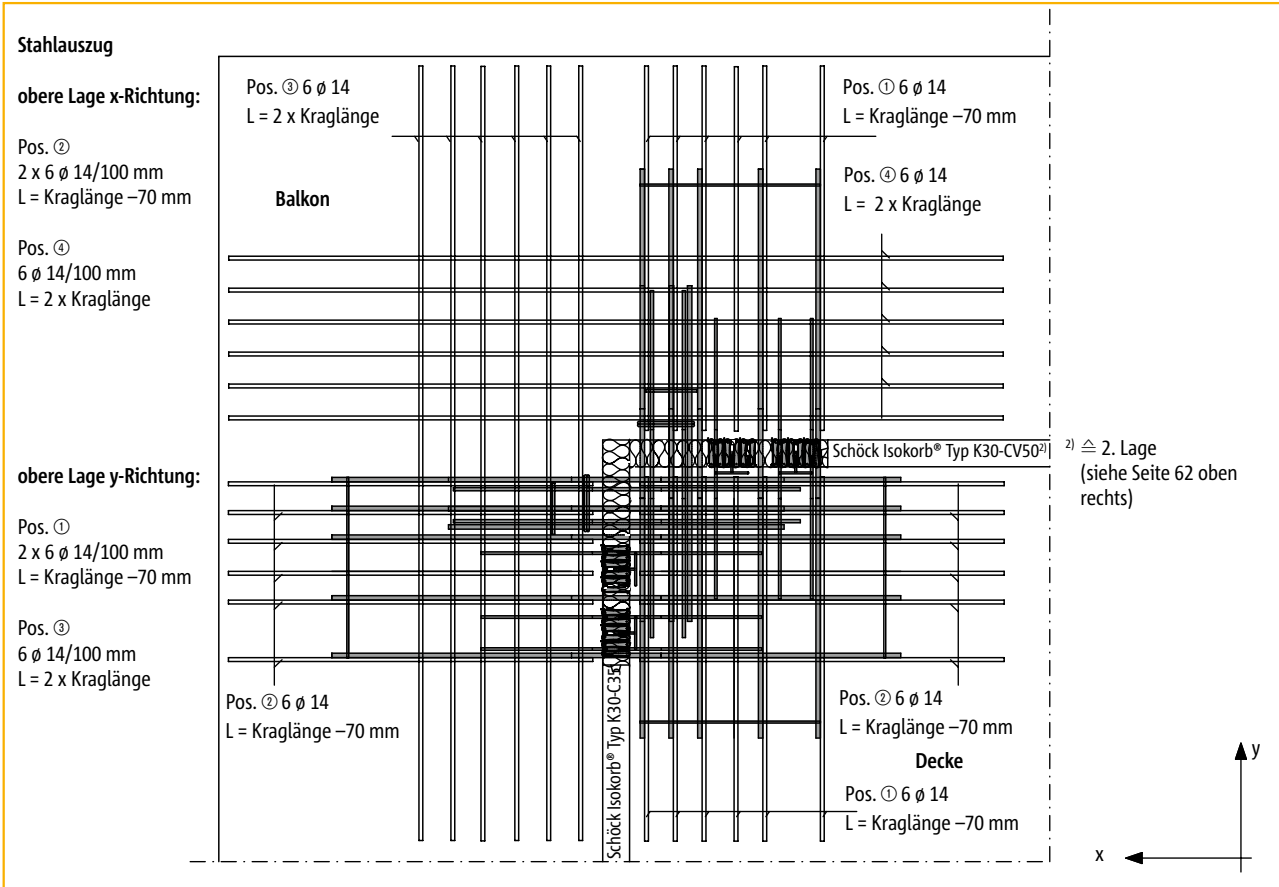 Stahlauszug
obere Lage x-Richtung:
Pos. ②
2 x 6 ø 14/100 mm
L = Kraglänge –70 mm
Pos. ④
6 ø 14/100 mm
L = 2 x Kraglänge
obere Lage y-Richtung:
Pos. ①
2 x 6 ø 14/100 mm
L = Kraglänge –70 mm
Pos. ③
6 ø 14/100 mm
L = 2 x Kraglänge
Pos. ③ 6 ø 14
L = 2 x Kraglänge
Balkon
Pos. ① 6 ø 14
L = Kraglänge –70 mm
Pos. ④ 6 ø 14
L = 2 x Kraglänge
Schöck Isokorb® Typ K30-CV50²⁾
²⁾ ≙ 2. Lage
(siehe Seite 62 oben
rechts)
Pos. ② 6 ø 14
L = Kraglänge –70 mm
Schöck Isokorb® Typ K30-C35
Pos. ② 6 ø 14
L = Kraglänge –70 mm
Decke
Pos. ① 6 ø 14
L = Kraglänge –70 mm
y
x